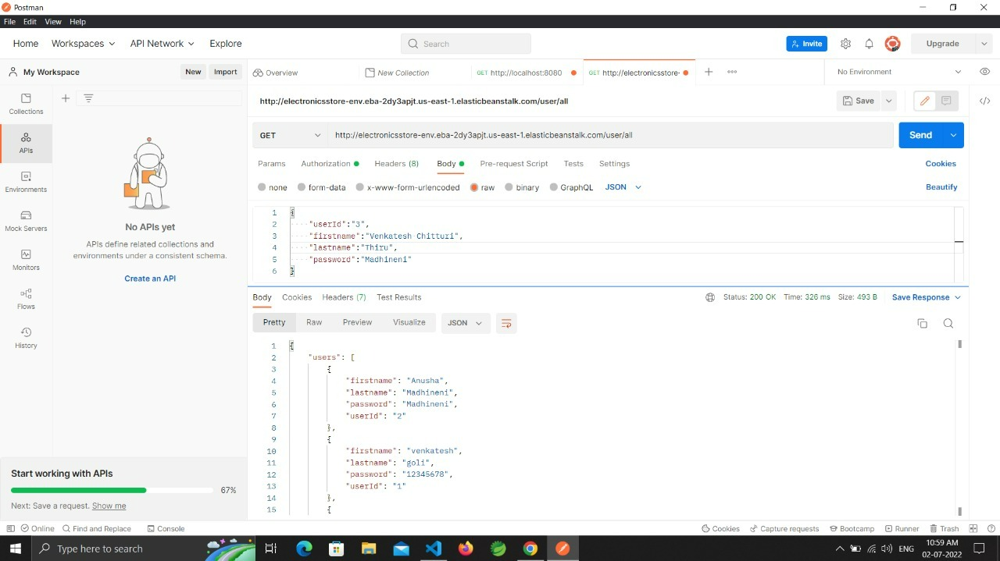 Postman
File Edit View Help
Home Workspaces API Network Explore Search Invite Upgrade
My Workspace New Import
Overview New Collection GET http://localhost:8080 GET http://electronicsstore- No Environment
Collections
APIs
Environments
Mock Servers
Monitors
Flows
History
No APIs yet
APIs define related collections and
environments under a consistent schema.
Create an API
Start working with APIs
67%
Next: Save a request. Show me
http://electronicsstore-env.eba-2dy3apjt.us-east-1.elasticbeanstalk.com/user/all Save
GET http://electronicsstore-env.eba-2dy3apjt.us-east-1.elasticbeanstalk.com/user/all Send
Params Authorization Headers (8) Body Pre-request Script Tests Settings Cookies
none form-data x-www-form-urlencoded raw binary GraphQL JSON Beautify
1 {
2 "userId":"3",
3 "firstname":"Venkatesh Chitturi",
4 "lastname":"Thiru",
5 "password":"Madhineni"
6 }
Body Cookies Headers (7) Test Results Status: 200 OK Time: 326 ms Size: 493 B Save Response
Pretty Raw Preview Visualize JSON
1 {
2 "users": [
3 {
4 "firstname": "Anusha",
5 "lastname": "Madhineni",
6 "password": "Madhineni",
7 "userId": "2"
8 },
9 {
10 "firstname": "venkatesh",
11 "lastname": "goli",
12 "password": "12345678",
13 "userId": "1"
14 },
15 {
Online Find and Replace Console Cookies Capture requests Bootcamp Runner Trash
Type here to search ENG 10:59 AM
02-07-2022